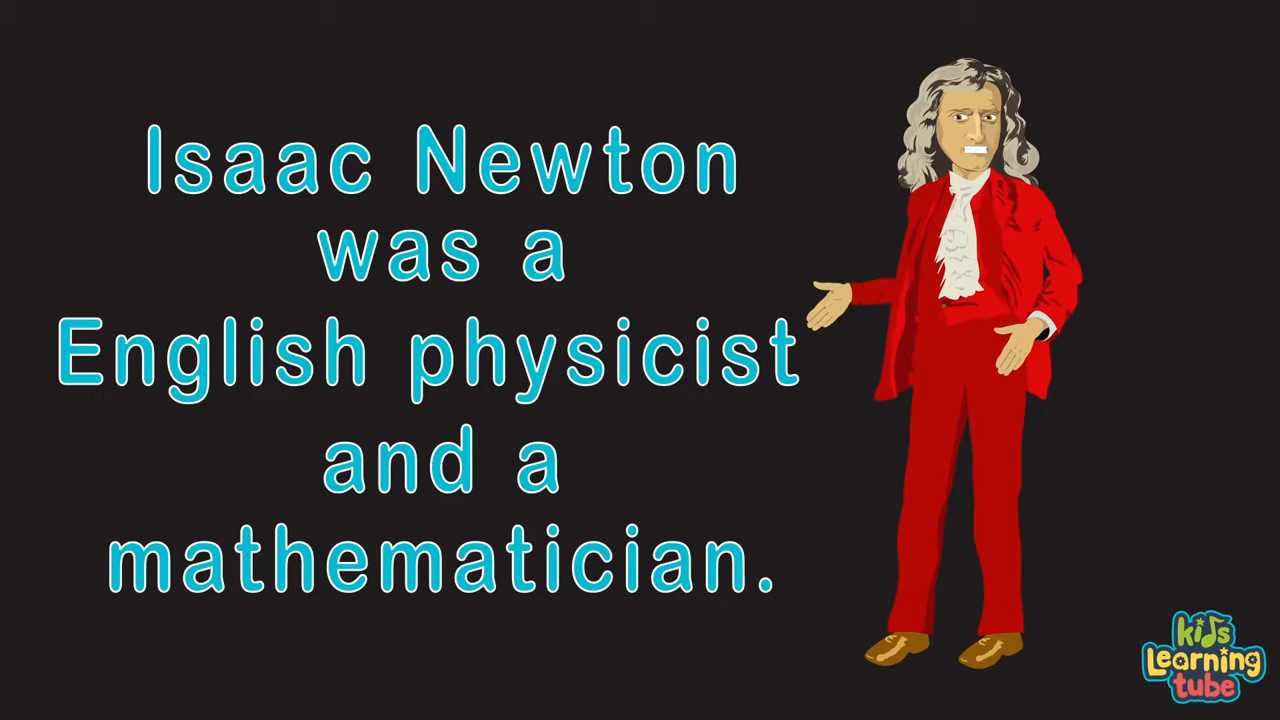 Isaac Newton
was a
English physicist
and a
mathematician.
kids
Learning
tube